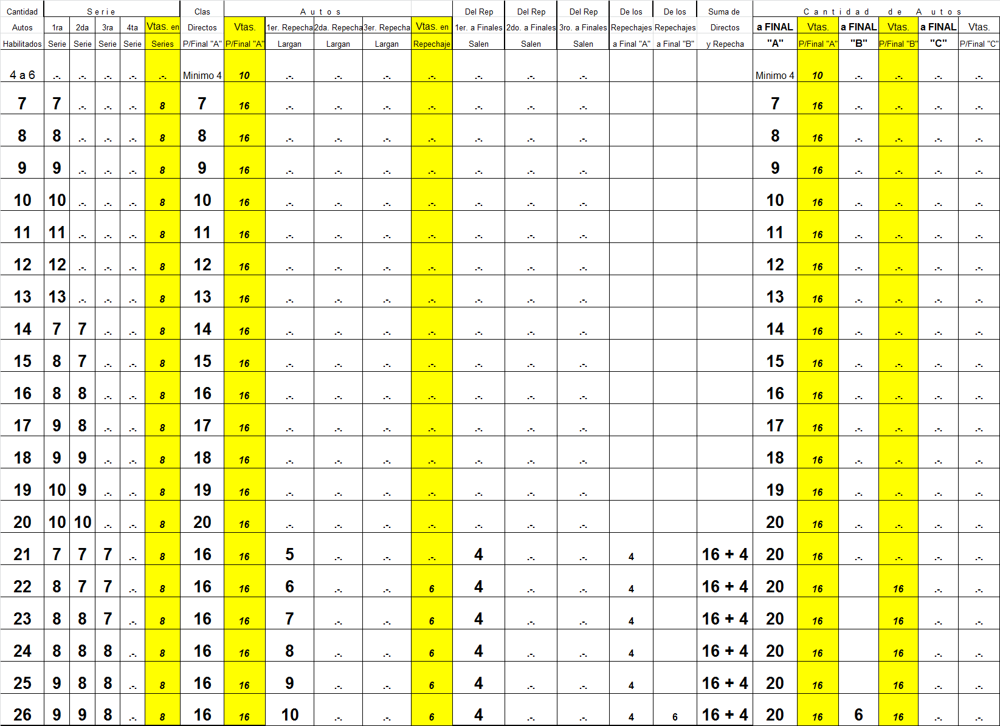 Cantidad Serie Clas Autos Del Rep Del Rep Del Rep De los De los Suma de Cantidad de Autos
Autos 1ra 2da 3ra 4ta Vtas. en Directos Vtas. 1er. Repecha 2da. Repecha 3er. Repecha Vtas. en 1er. a Finales 2do. a Finales 3ro. a Finales Repechajes Repechajes Directos a FINAL Vtas. a FINAL Vtas. a FINAL Vtas.
Habilitados Serie Serie Serie Serie Series P/Final "A" P/Final "A" Largan Largan Largan Repechaje Salen Salen Salen a Final "A" a Final "B" y Repecha "A" P/Final "A" "B" P/Final "B" "C" P/Final "C"
4 a 6 .-. .-. .-. .-. .-. Minimo 4 10 .-. .-. .-. .-. .-. .-. .-. Minimo 4 10 .-. .-. .-. .-.
7 7 .-. .-. .-. 8 7 16 .-. .-. .-. .-. .-. .-. .-. 7 16 .-. .-. .-. .-.
8 8 .-. .-. .-. 8 8 16 .-. .-. .-. .-. .-. .-. .-. 8 16 .-. .-. .-. .-.
9 9 .-. .-. .-. 8 9 16 .-. .-. .-. .-. .-. .-. .-. 9 16 .-. .-. .-. .-.
10 10 .-. .-. .-. 8 10 16 .-. .-. .-. .-. .-. .-. .-. 10 16 .-. .-. .-. .-.
11 11 .-. .-. .-. 8 11 16 .-. .-. .-. .-. .-. .-. .-. 11 16 .-. .-. .-. .-.
12 12 .-. .-. .-. 8 12 16 .-. .-. .-. .-. .-. .-. .-. 12 16 .-. .-. .-. .-.
13 13 .-. .-. .-. 8 13 16 .-. .-. .-. .-. .-. .-. .-. 13 16 .-. .-. .-. .-.
14 7 7 .-. .-. 8 14 16 .-. .-. .-. .-. .-. .-. .-. 14 16 .-. .-. .-. .-.
15 8 7 .-. .-. 8 15 16 .-. .-. .-. .-. .-. .-. .-. 15 16 .-. .-. .-. .-.
16 8 8 .-. .-. 8 16 16 .-. .-. .-. .-. .-. .-. .-. 16 16 .-. .-. .-. .-.
17 9 8 .-. .-. 8 17 16 .-. .-. .-. .-. .-. .-. .-. 17 16 .-. .-. .-. .-.
18 9 9 .-. .-. 8 18 16 .-. .-. .-. .-. .-. .-. .-. 18 16 .-. .-. .-. .-.
19 10 9 .-. .-. 8 19 16 .-. .-. .-. .-. .-. .-. .-. 19 16 .-. .-. .-. .-.
20 10 10 .-. .-. 8 20 16 .-. .-. .-. .-. .-. .-. .-. 20 16 .-. .-. .-. .-.
21 7 7 7 .-. 8 16 16 5 .-. .-. .-. 4 .-. .-. 4 16 + 4 20 16 .-. .-. .-. .-.
22 8 7 7 .-. 8 16 16 6 .-. .-. 6 4 .-. .-. 4 16 + 4 20 16 16 .-. .-.
23 8 8 7 .-. 8 16 16 7 .-. .-. 6 4 .-. .-. 4 16 + 4 20 16 16 .-. .-.
24 8 8 8 .-. 8 16 16 8 .-. .-. 6 4 .-. .-. 4 16 + 4 20 16 16 .-. .-.
25 9 8 8 .-. 8 16 16 9 .-. .-. 6 4 .-. .-. 4 16 + 4 20 16 16 .-. .-.
26 9 9 8 .-. 8 16 16 10 .-. .-. 6 4 .-. .-. 4 6 16 + 4 20 16 6 16 .-. .-.